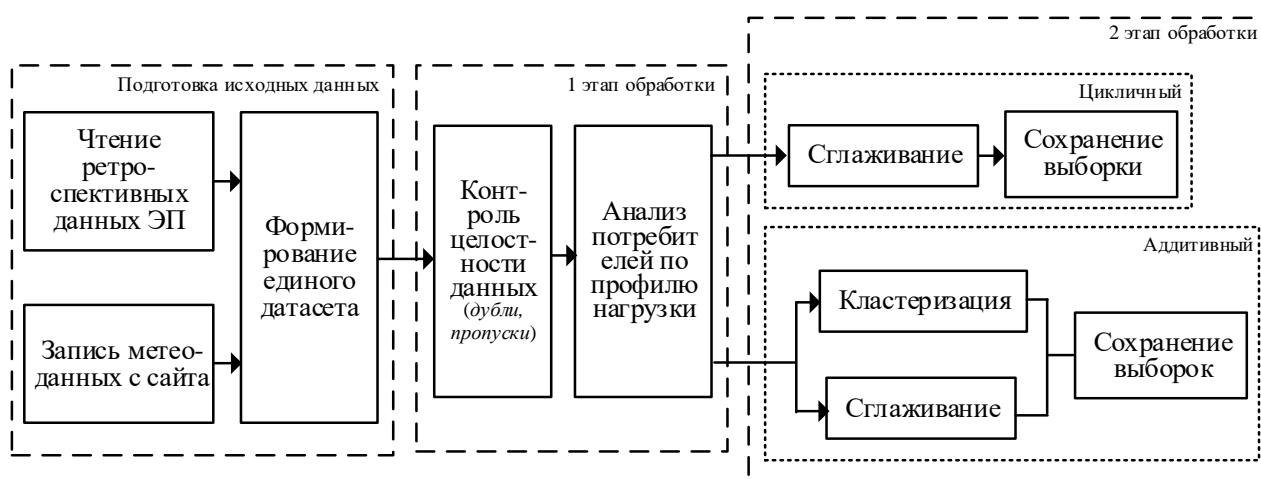 2 этап обработки
Подготовка исходных данных
1 этап обработки
Цикличный
Чтение
ретро-
спективных
данных ЭП
Запись метео-
данных с сайта
Форми-
рование
единого
датасета
Конт-
роль
целост-
ности
данных
(дубли,
пропуски)
Анализ
потребит
елей по
профилю
нагрузки
Сглаживание
Сохранение
выборки
Аддитивный
Кластеризация
Сглаживание
Сохранение
выборок